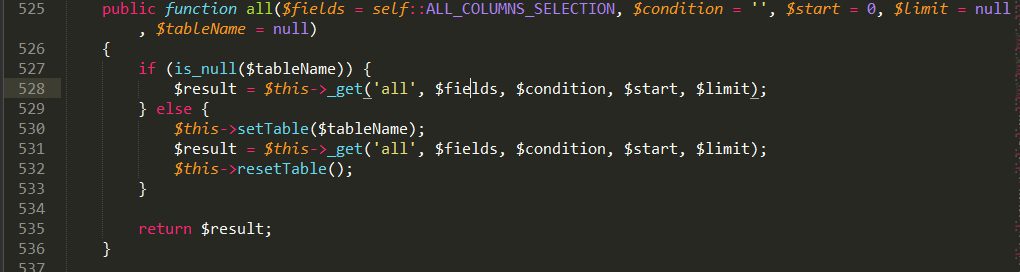 525 public function all($fields = self::ALL_COLUMNS_SELECTION, $condition = '', $start = 0, $limit = null
, $tableName = null)
526 {
527 if (is_null($tableName)) {
528 $result = $this->_get('all', $fields, $condition, $start, $limit);
529 } else {
530 $this->setTable($tableName);
531 $result = $this->_get('all', $fields, $condition, $start, $limit);
532 $this->resetTable();
533 }
534
535 return $result;
536 }
537